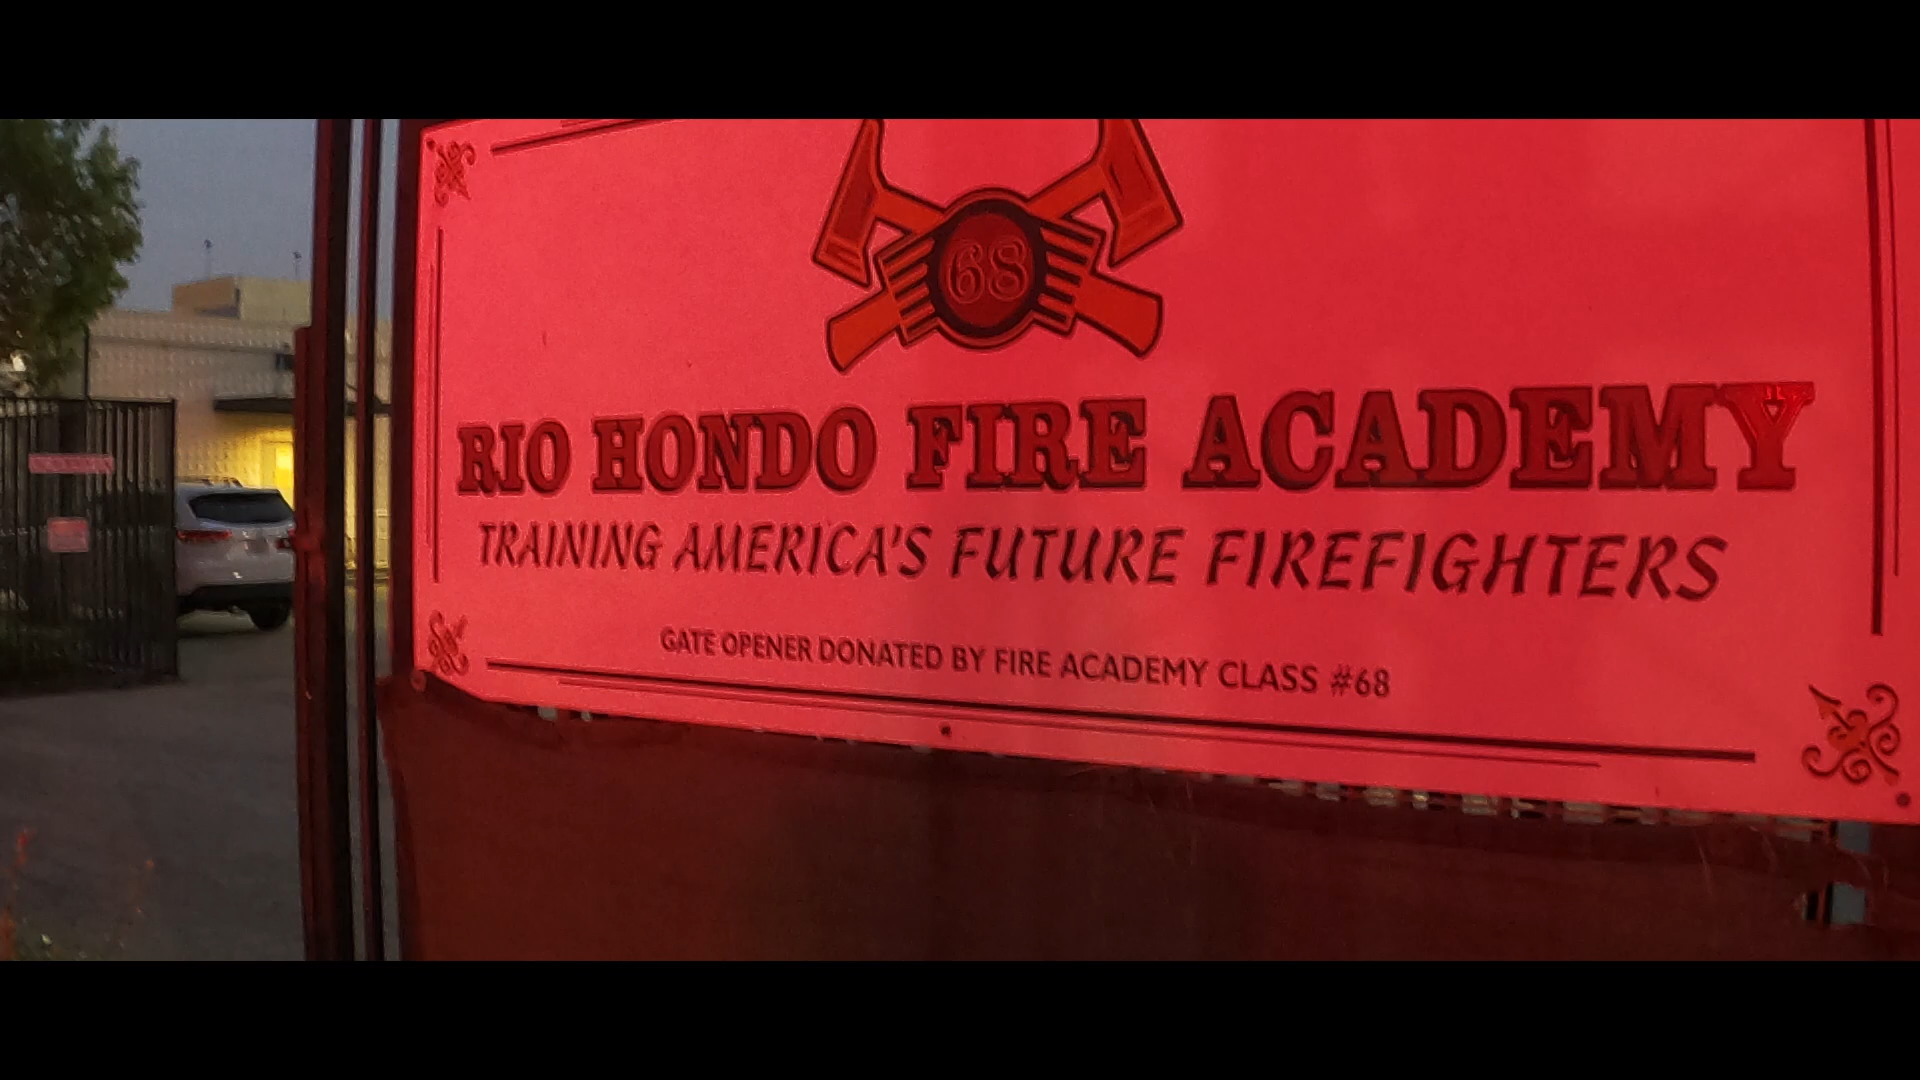 68
RIO HONDO FIRE ACADEMY
TRAINING AMERICA'S FUTURE FIREFIGHTERS
GATE OPENER DONATED BY FIRE ACADEMY CLASS #68